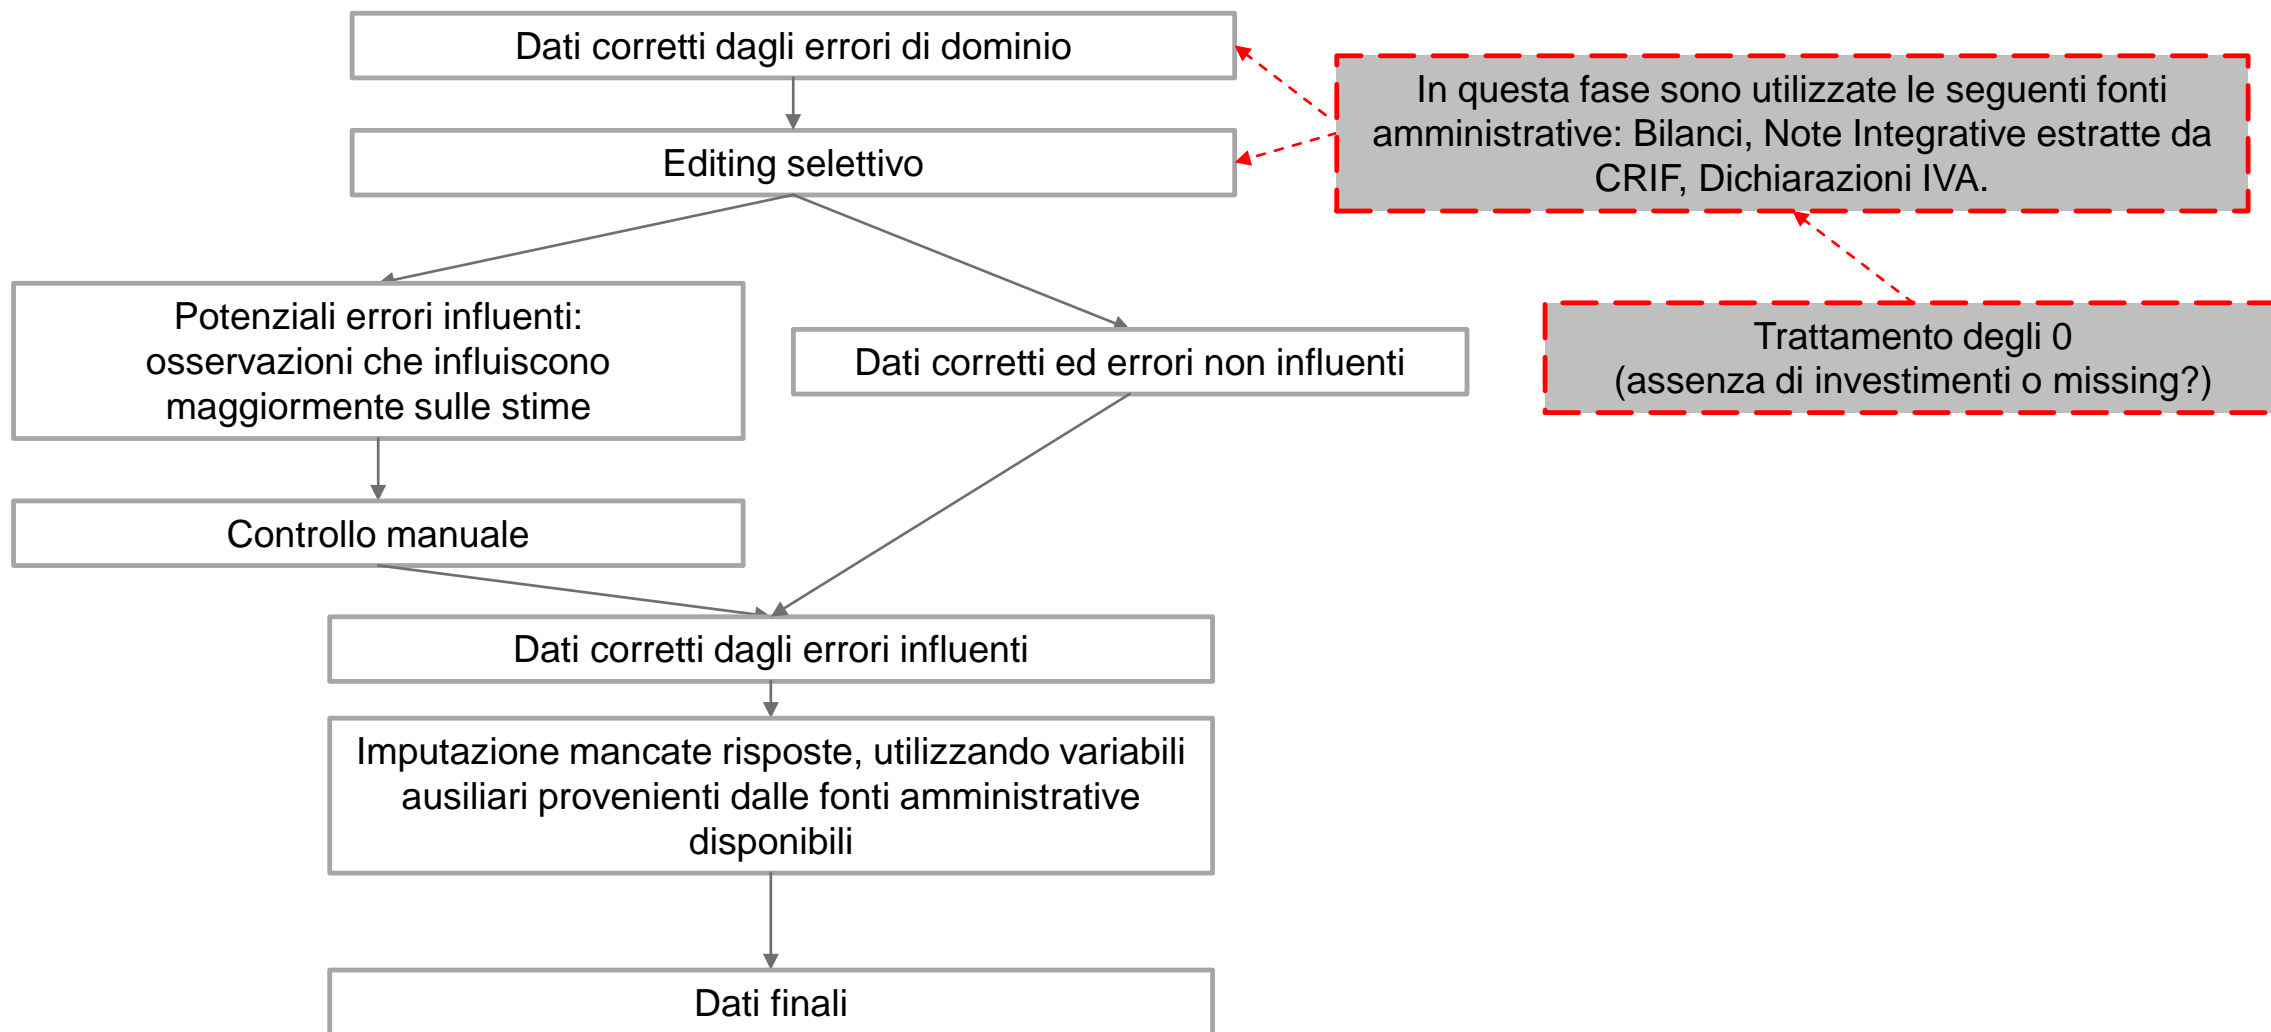 Dati corretti dagli errori di dominio
In questa fase sono utilizzate le seguenti fonti
amministrative: Bilanci, Note Integrative estratte da
CRIF, Dichiarazioni IVA.
Editing selettivo
Potenziali errori influenti:
osservazioni che influiscono
maggiormente sulle stime
Dati corretti ed errori non influenti
Trattamento degli 0
(assenza di investimenti o missing?)
Controllo manuale
Dati corretti dagli errori influenti
Imputazione mancate risposte, utilizzando variabili
ausiliari provenienti dalle fonti amministrative
disponibili
Dati finali